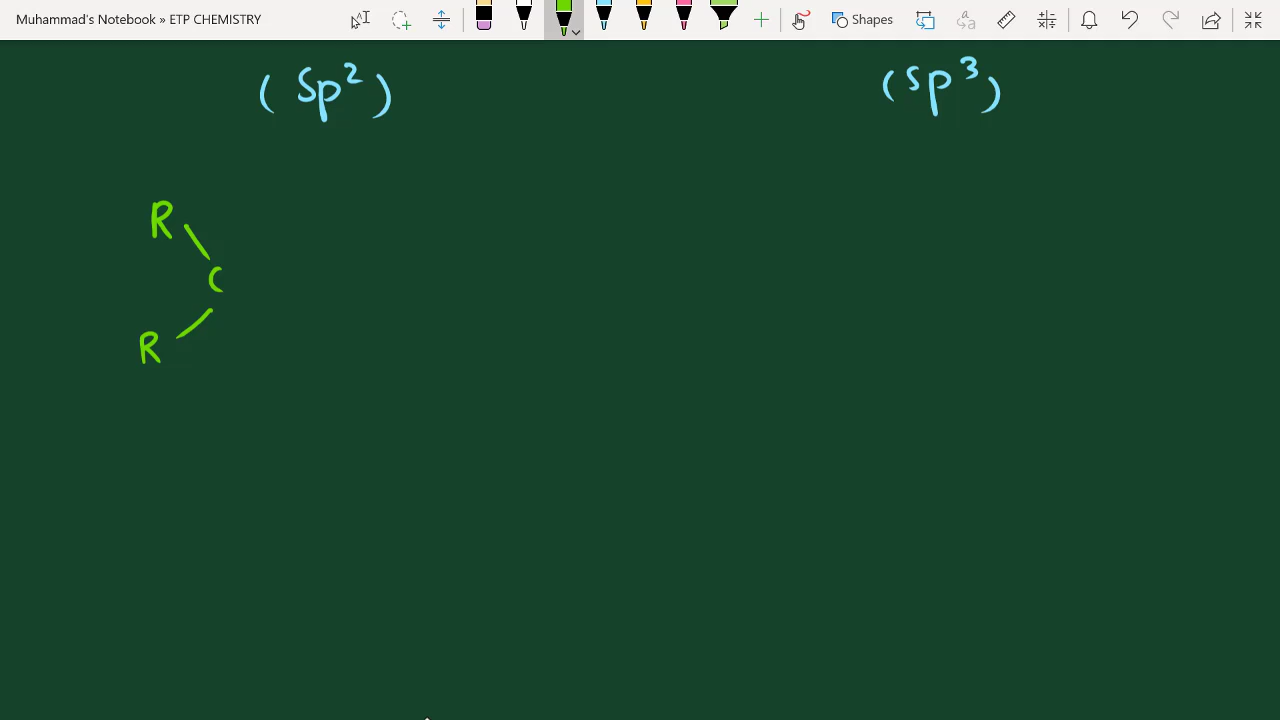 Muhammad's Notebook » ETP CHEMISTRY
Shapes
(Sp²) (Sp³)
R
C
R